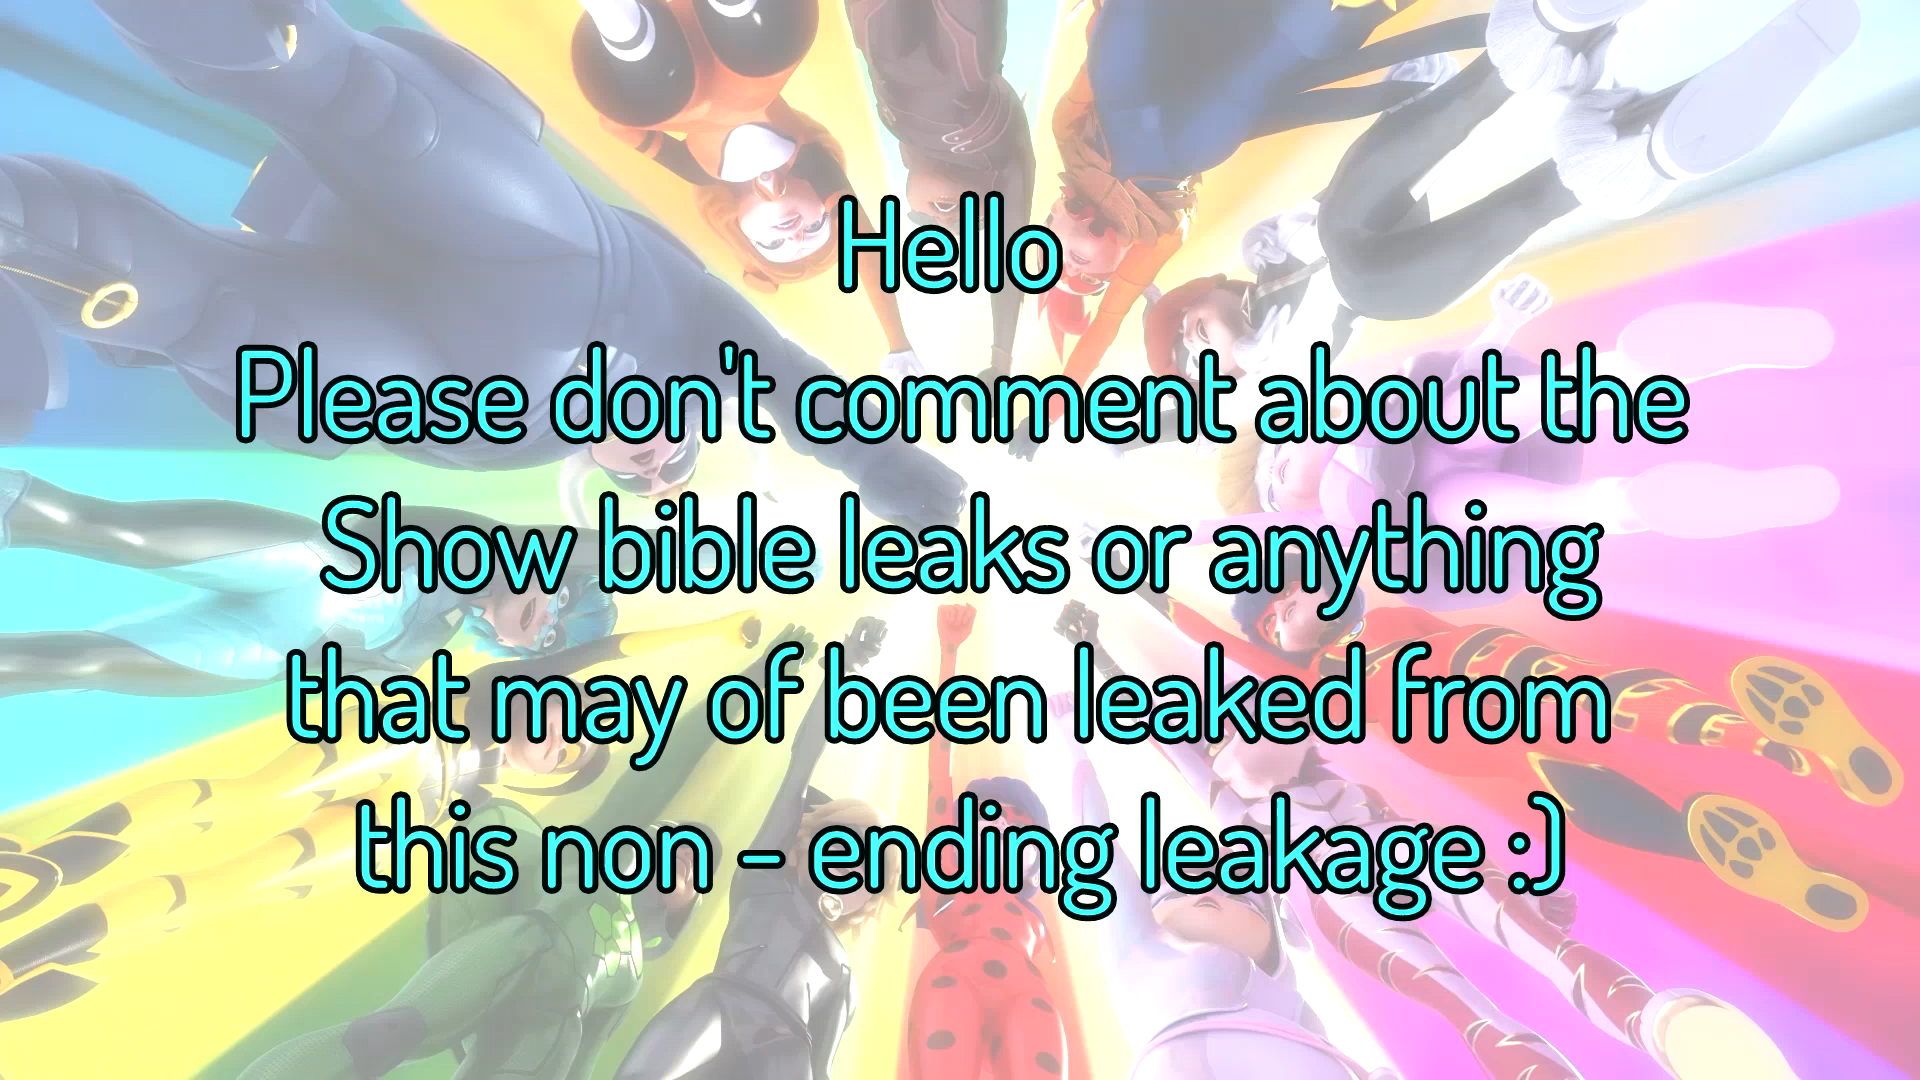 Hello
Please don't comment about the
Show bible leaks or anything
that may of been leaked from
this non - ending leakage :)